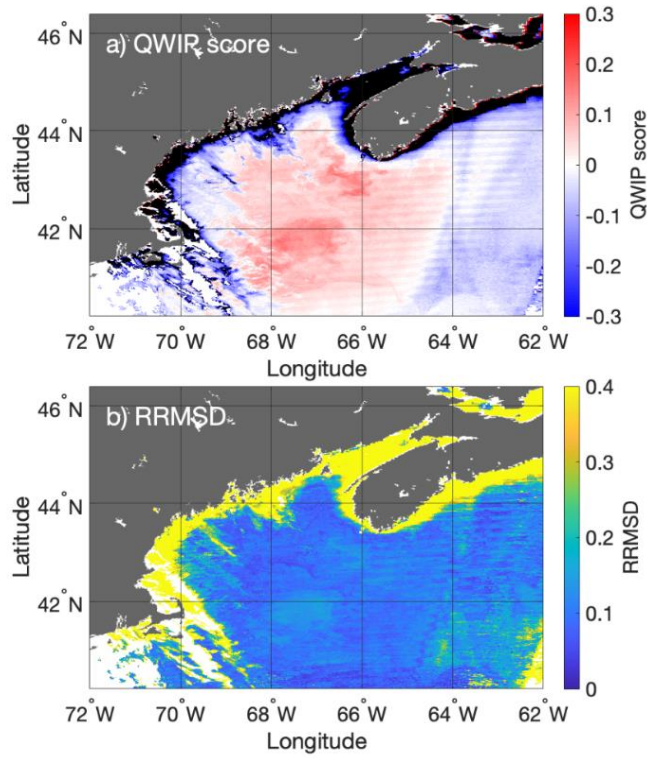 a) QWIP score
46° N
44° N
42° N
Latitude
72° W
70° W
68° W
66° W
64° W
62° W
Longitude
0.3
0.2
0.1
0
-0.1
-0.2
-0.3
QWIP score
b) RRMSD
46° N
44° N
42° N
Latitude
72° W
70° W
68° W
66° W
64° W
62° W
Longitude
0.4
0.3
0.2
0.1
0
RRMSD